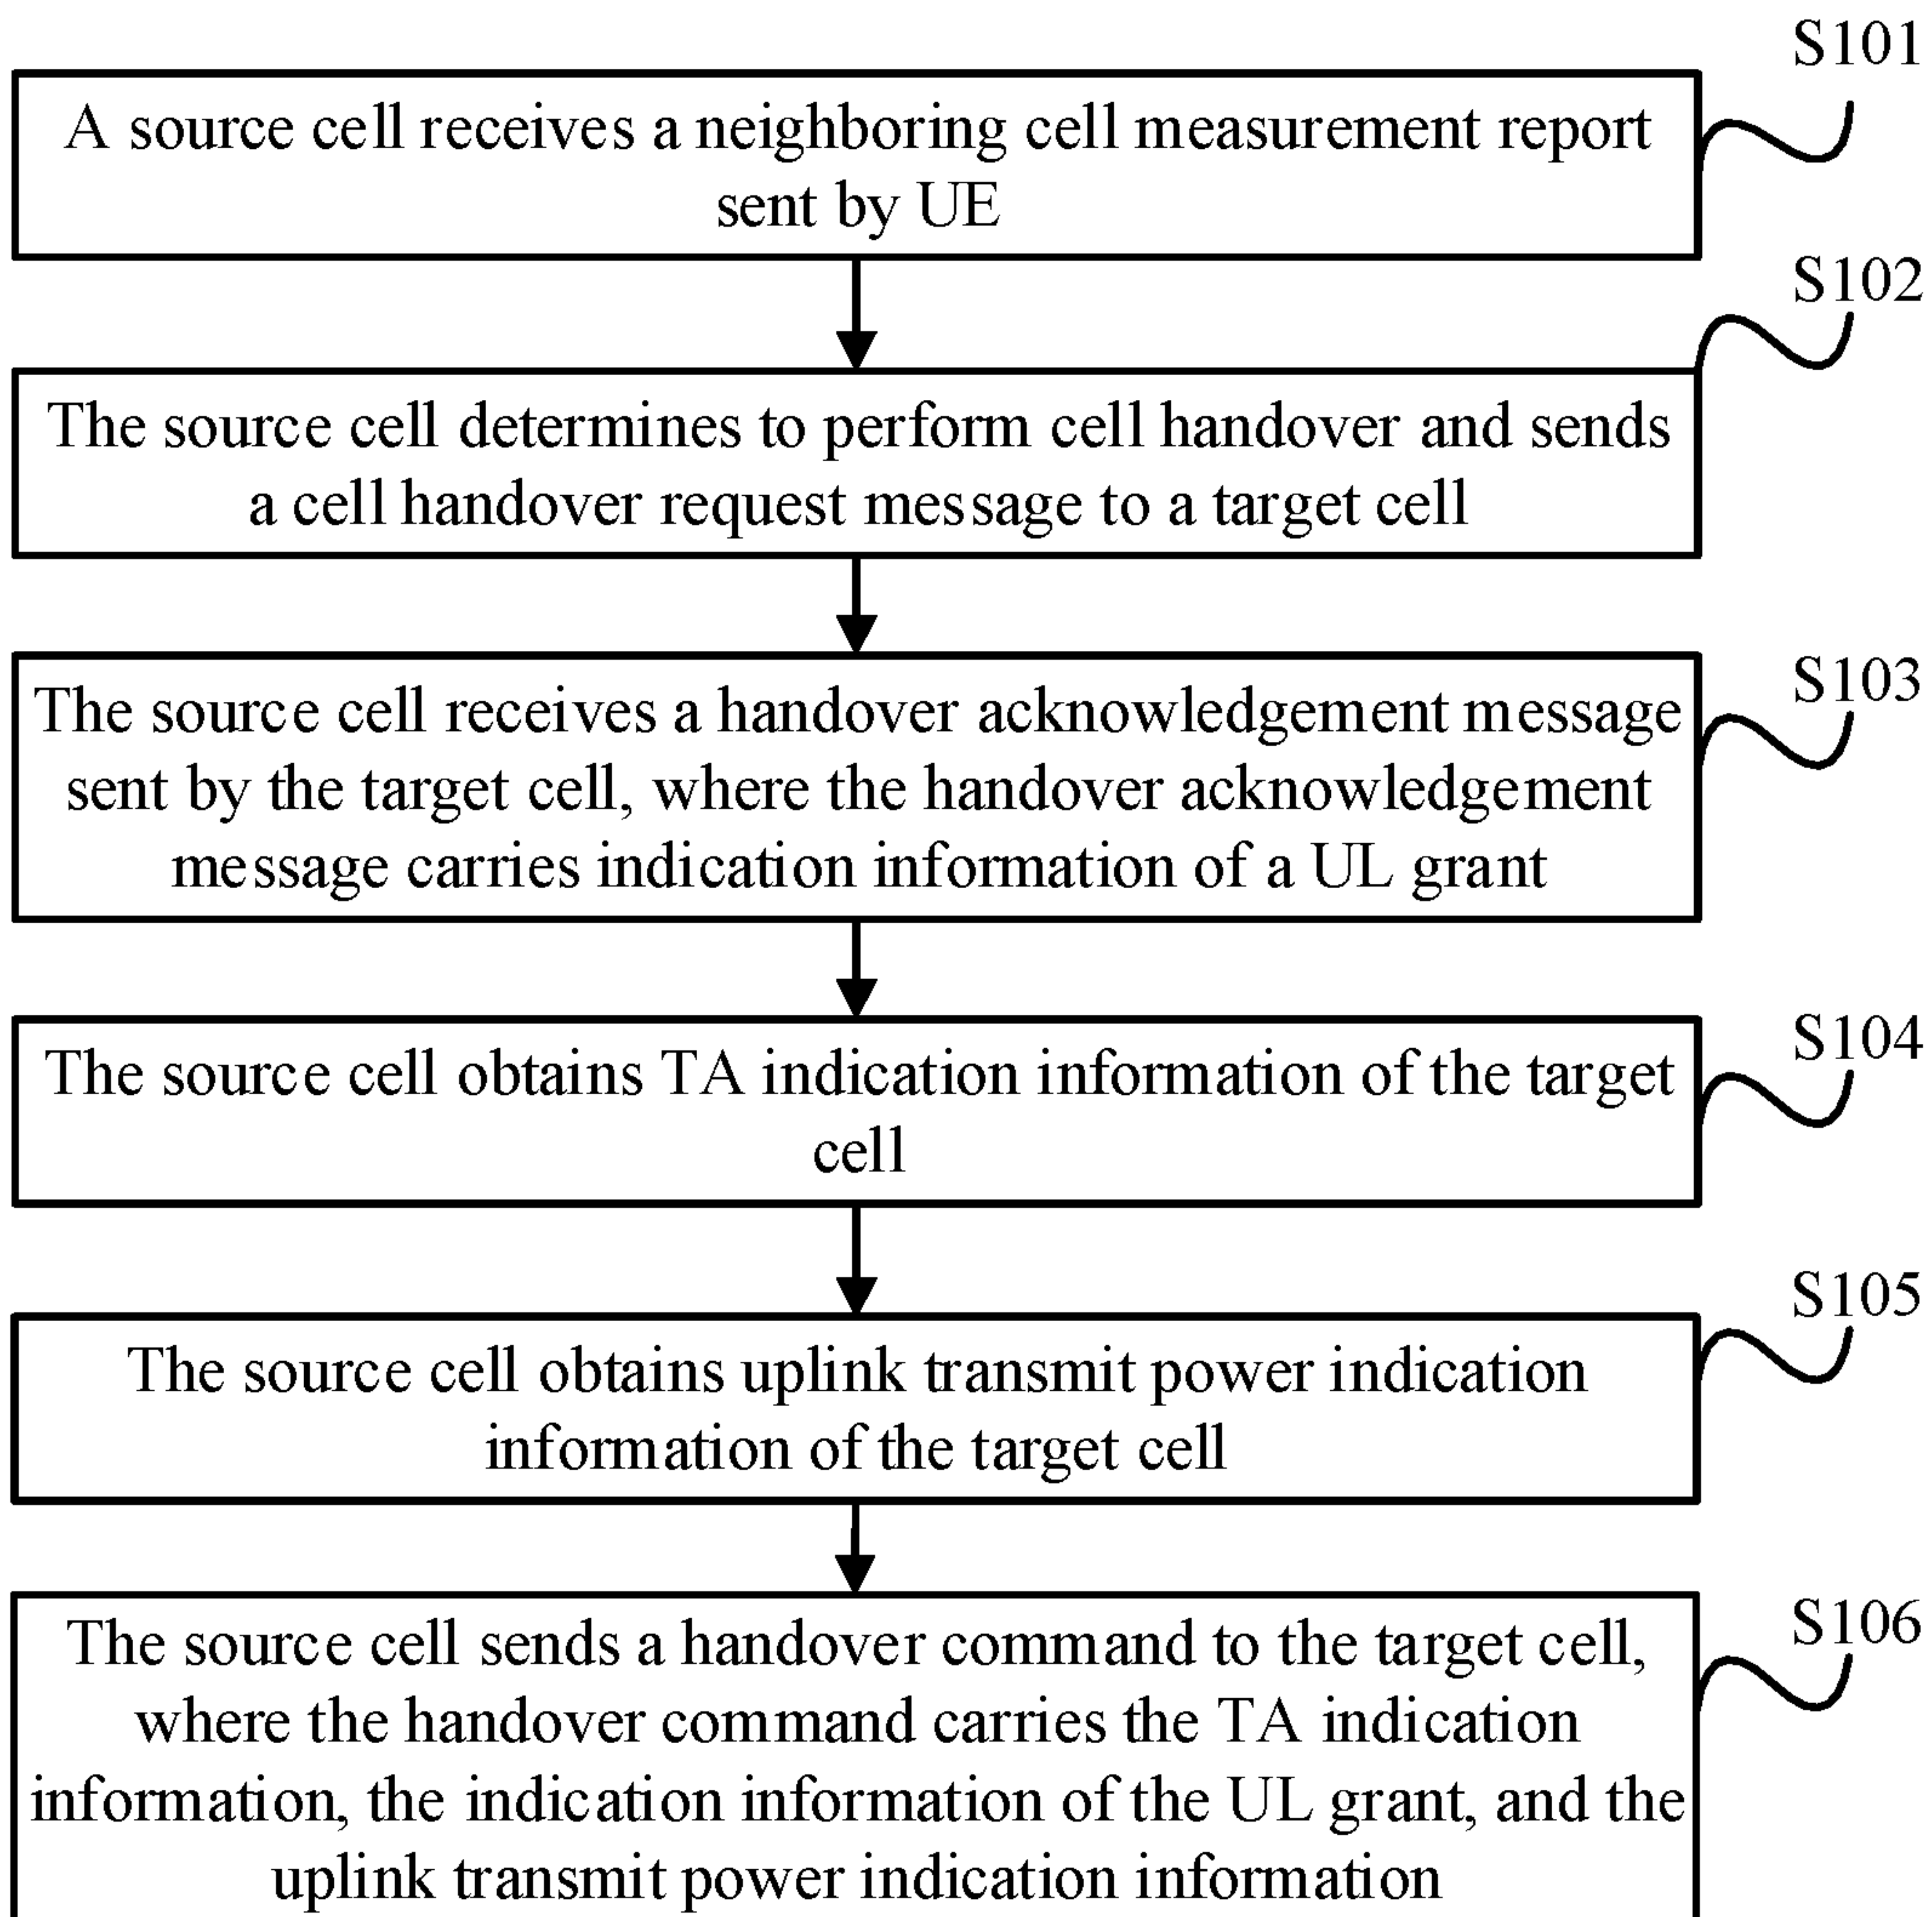 S101
A source cell receives a neighboring cell measurement report
sent by UE
S102
The source cell determines to perform cell handover and sends
a cell handover request message to a target cell
S103
The source cell receives a handover acknowledgement message
sent by the target cell, where the handover acknowledgement
message carries indication information of a UL grant
S104
The source cell obtains TA indication information of the target
cell
S105
The source cell obtains uplink transmit power indication
information of the target cell
S106
The source cell sends a handover command to the target cell,
where the handover command carries the TA indication
information, the indication information of the UL grant, and the
uplink transmit power indication information